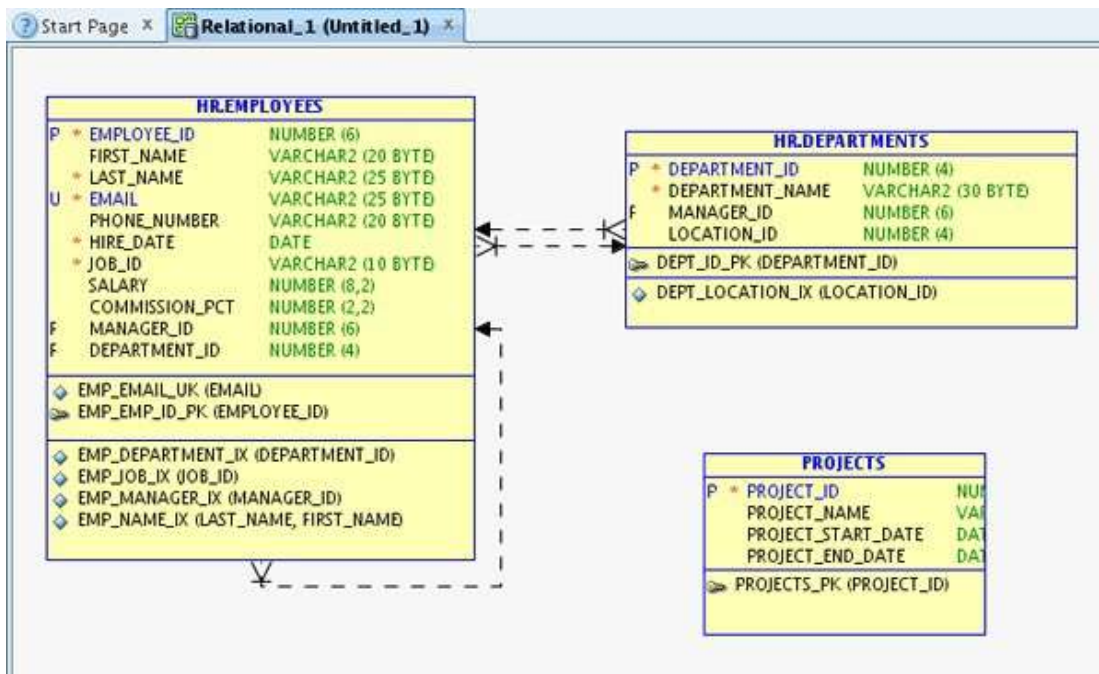 Start Page x Relational_1 (Untitled_1) x
HR.EMPLOYEES
P * EMPLOYEE_ID NUMBER (6)
FIRST_NAME VARCHAR2 (20 BYTE)
* LAST_NAME VARCHAR2 (25 BYTE)
U * EMAIL VARCHAR2 (25 BYTE)
PHONE_NUMBER VARCHAR2 (20 BYTE)
* HIRE_DATE DATE
* JOB_ID VARCHAR2 (10 BYTE)
SALARY NUMBER (8,2)
COMMISSION_PCT NUMBER (2,2)
F MANAGER_ID NUMBER (6)
F DEPARTMENT_ID NUMBER (4)
EMP_EMAIL_UK (EMAIL)
EMP_EMP_ID_PK (EMPLOYEE_ID)
EMP_DEPARTMENT_IX (DEPARTMENT_ID)
EMP_JOB_IX (JOB_ID)
EMP_MANAGER_IX (MANAGER_ID)
EMP_NAME_IX (LAST_NAME, FIRST_NAME)
HR.DEPARTMENTS
P * DEPARTMENT_ID NUMBER (4)
* DEPARTMENT_NAME VARCHAR2 (30 BYTE)
F MANAGER_ID NUMBER (6)
LOCATION_ID NUMBER (4)
DEPT_ID_PK (DEPARTMENT_ID)
DEPT_LOCATION_IX (LOCATION_ID)
PROJECTS
P * PROJECT_ID NU
PROJECT_NAME VA
PROJECT_START_DATE DA
PROJECT_END_DATE DA
PROJECTS_PK (PROJECT_ID)